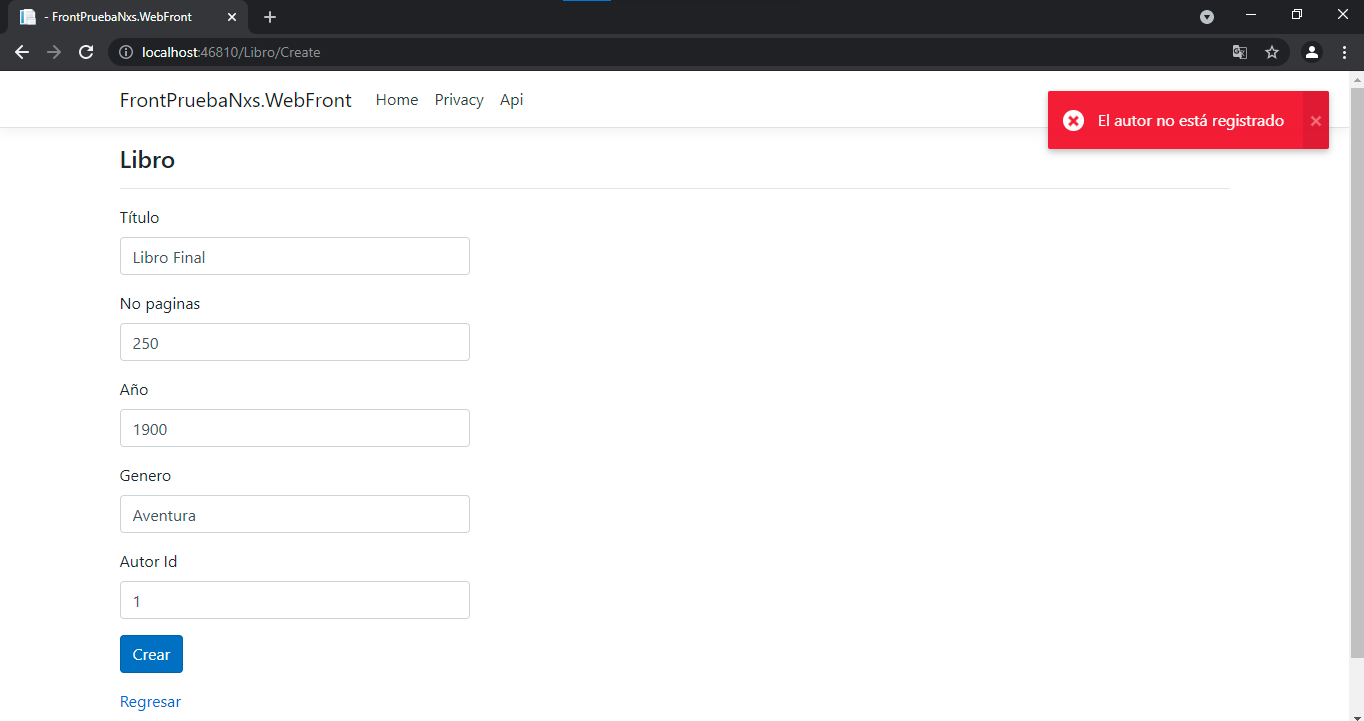 - FrontPruebaNxs.WebFront
localhost:46810/Libro/Create
FrontPruebaNxs.WebFront Home Privacy Api
El autor no está registrado
Libro
Título
Libro Final
No paginas
250
Año
1900
Genero
Aventura
Autor Id
1
Crear
Regresar